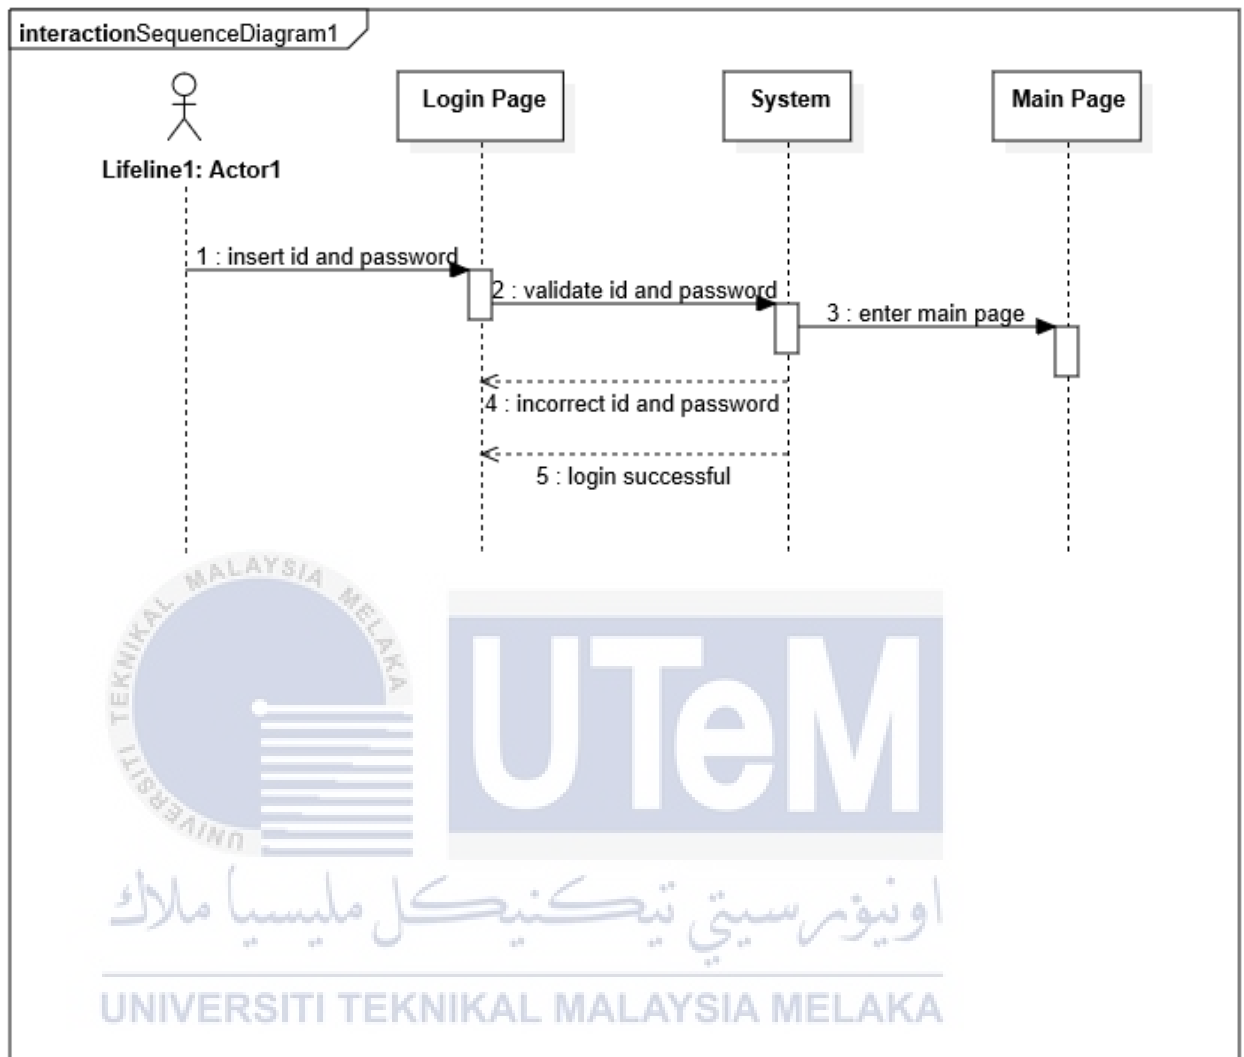 interactionSequenceDiagram1
Login Page
System
Main Page
Lifeline1: Actor1
1 : insert id and password
2 : validate id and password
3 : enter main page
4 : incorrect id and password
5 : login successful
UNIVERSITI TEKNIKAL MALAYSIA MELAKA
UTeM
اونيۏرسيتي تيكنيكل مليسيا ملاك
UNIVERSITI TEKNIKAL MALAYSIA MELAKA